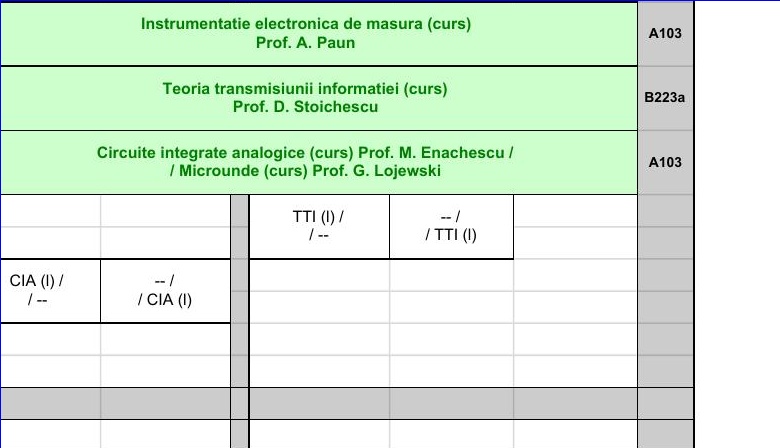 Instrumentatie electronica de masura (curs)
Prof. A. Paun
A103
Teoria transmisiunii informatiei (curs)
Prof. D. Stoichescu
B223a
Circuite integrate analogice (curs) Prof. M. Enachescu /
/ Microunde (curs) Prof. G. Lojewski
A103
TTI (l) /
/ --
-- /
/ TTI (l)
CIA (l) /
/ --
-- /
/ CIA (l)